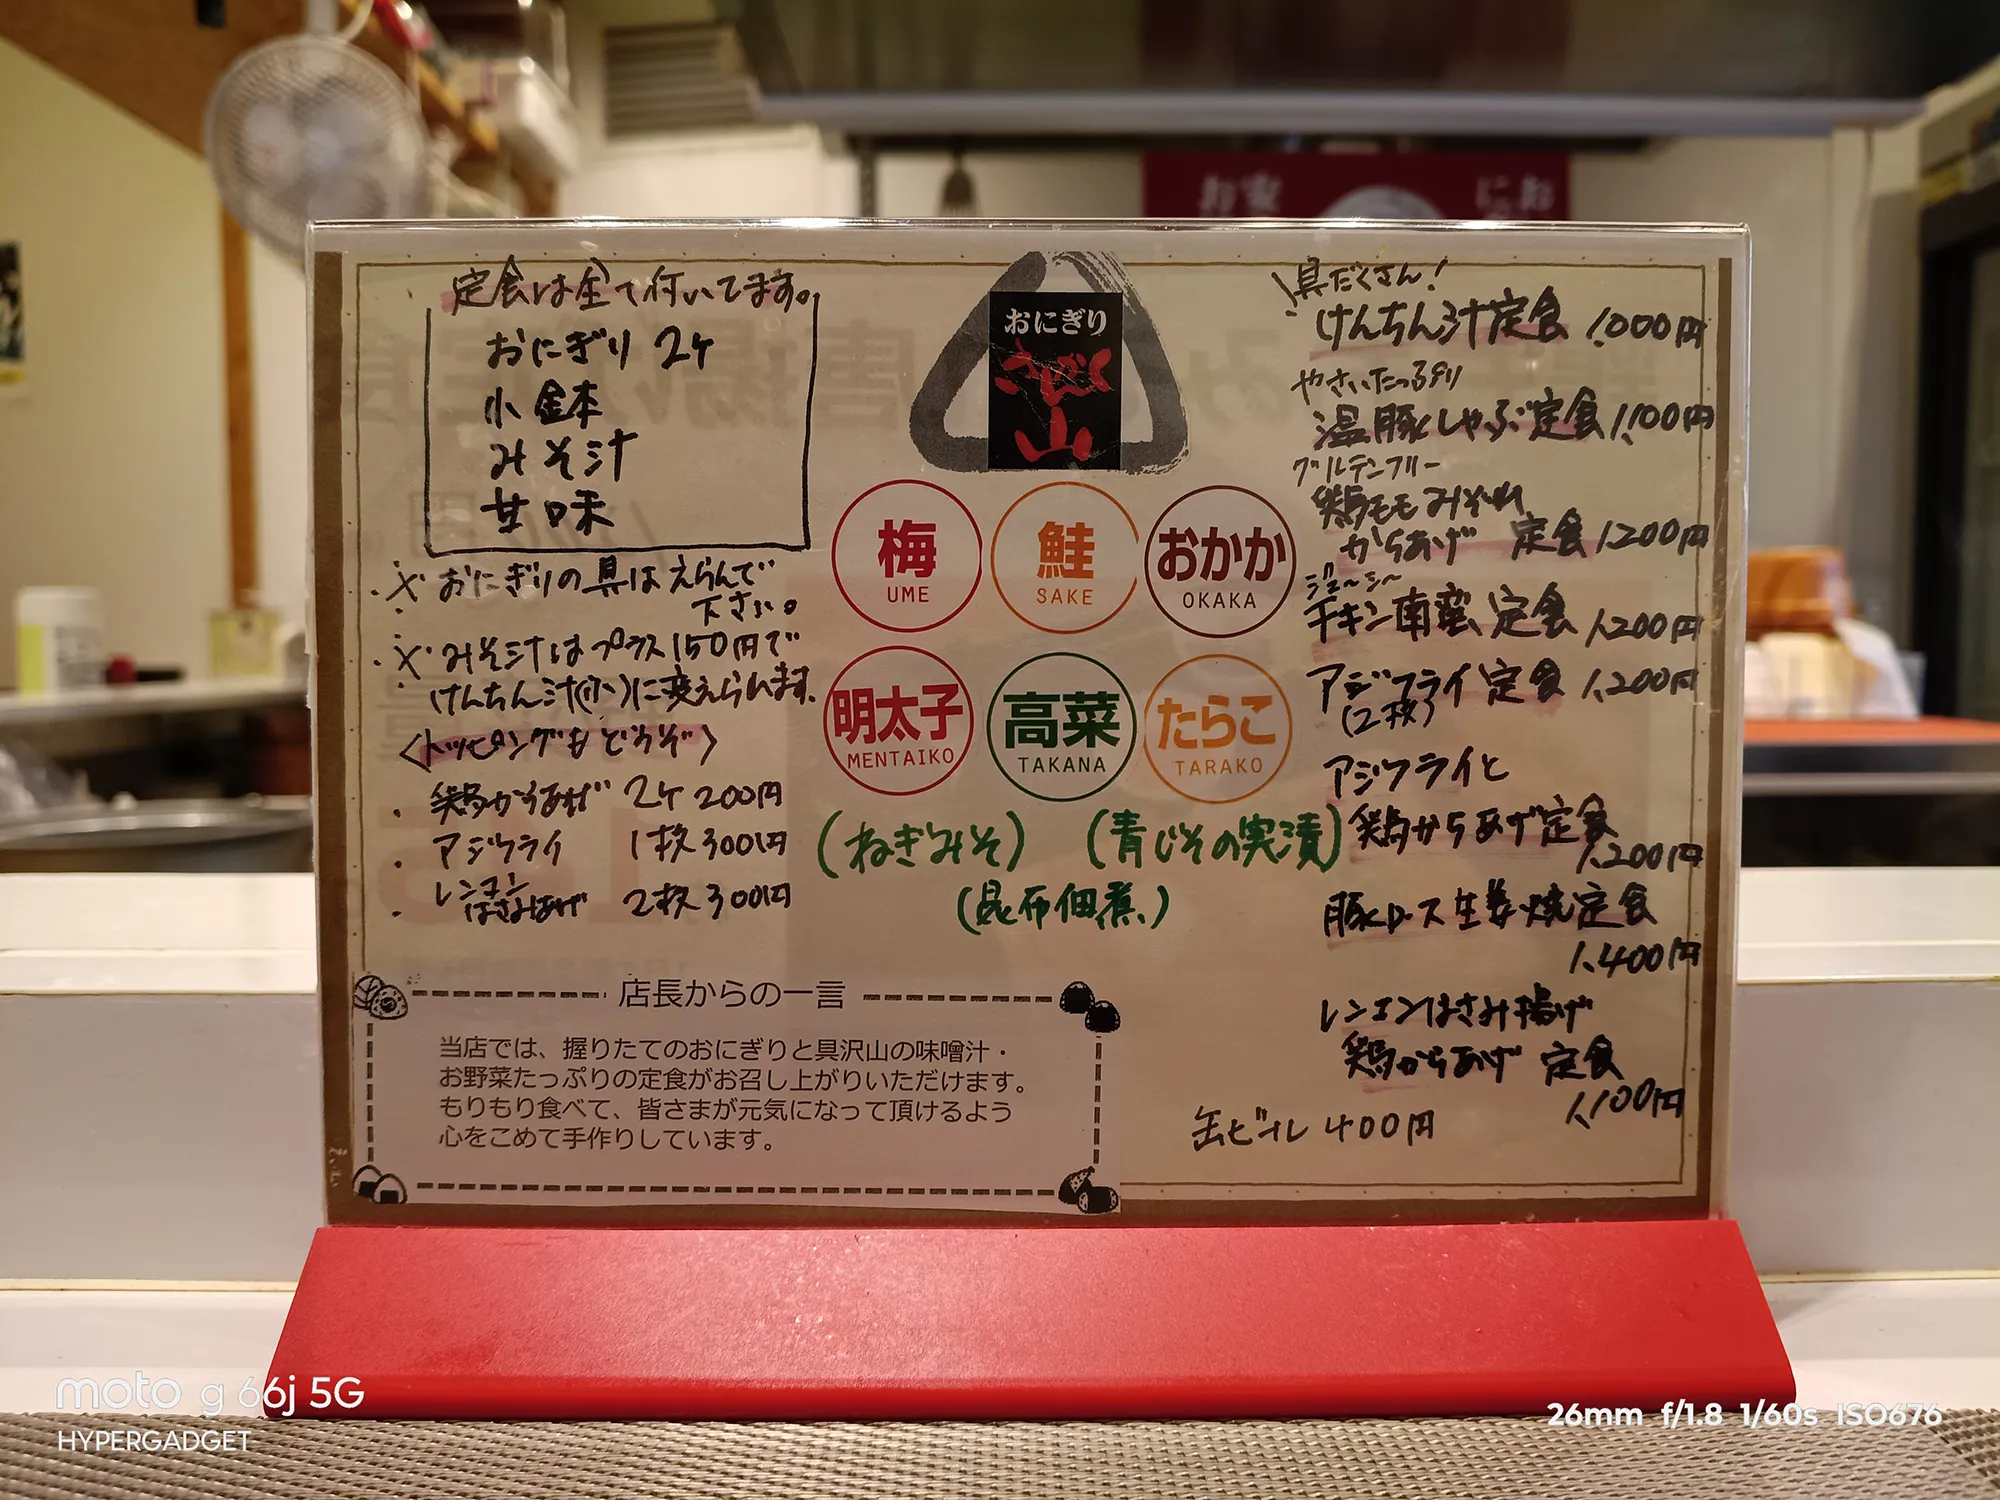 定食は全て付いてます。
おにぎり 2ケ
小鉢
みそ汁
甘味
※ おにぎりの具はえらんで
下さい。
※ みそ汁はプラス150円で
けんちん汁(小)に変えられます。
〈トッピングもどうぞ〉
・鶏からあげ 2ケ 200円
・アジフライ 1枚 300円
・レンコン
はさみあげ 2枚 300円
おにぎり
山
梅
UME
鮭
SAKE
おかか
OKAKA
明太子
MENTAIKO
高菜
TAKANA
たらこ
TARAKO
(ねぎみそ) (青じその実漬)
(昆布佃煮)
具だくさん!
けんちん汁定食 1,000円
やさいたっぷり
温豚しゃぶ定食 1,100円
グルテンフリー
鶏モモみぞれ
からあげ 定食 1200円
ジューシー
チキン南蛮定食 1,200円
アジフライ定食 1,200円
(2枚)
アジフライと
鶏からあげ定食
1,200円
豚ロース生姜焼定食
1,400円
レンコンはさみ揚げ
鶏からあげ 定食
1,100円
缶ビール 400円
店長からの一言
当店では、握りたてのおにぎりと具沢山の味噌汁・
お野菜たっぷりの定食がお召し上がりいただけます。
もりもり食べて、皆さまが元気になって頂けるよう
心をこめて手作りしています。
moto g 66j 5G
HYPERGADGET
26mm f/1.8 1/60s ISO676